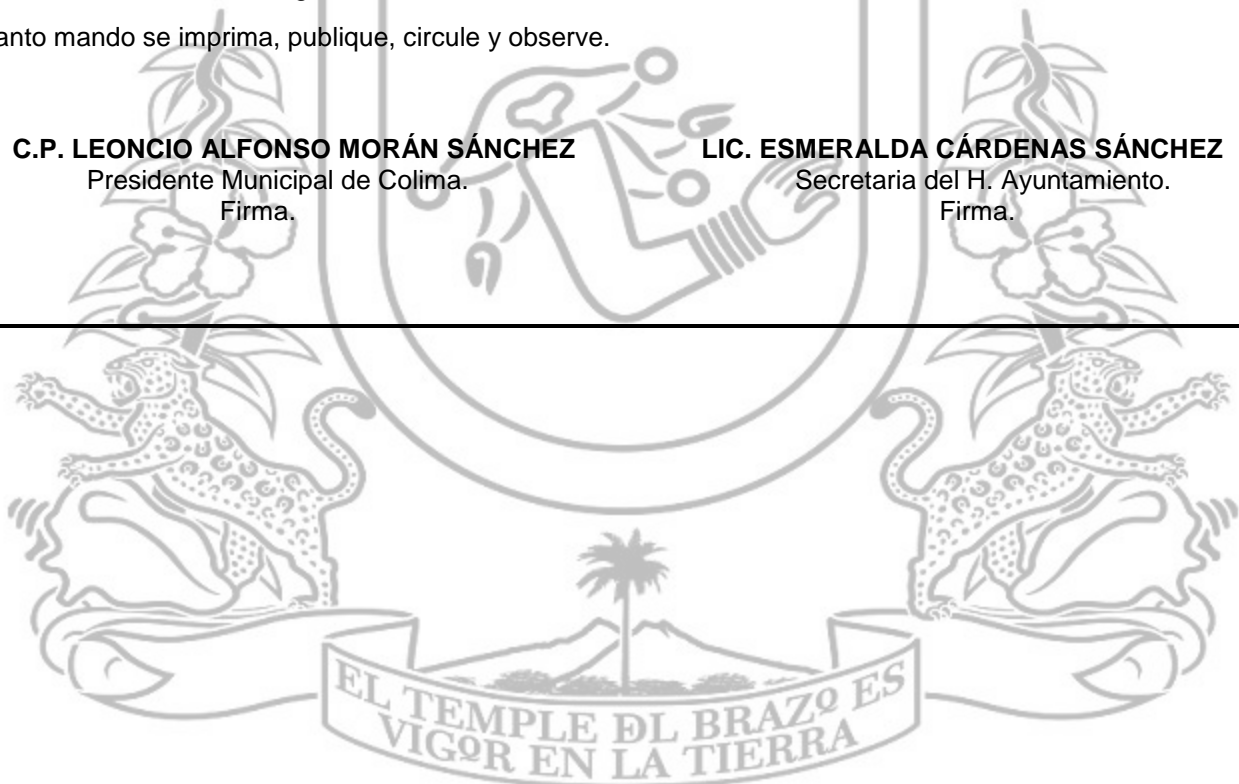 anto mando se imprima, publique, circule y observe.
C.P. LEONCIO ALFONSO MORÁN SÁNCHEZ
Presidente Municipal de Colima.
Firma.
LIC. ESMERALDA CÁRDENAS SÁNCHEZ
Secretaria del H. Ayuntamiento.
Firma.
EL TEMPLE DL BRAZO ES
VIGOR EN LA TIERRA